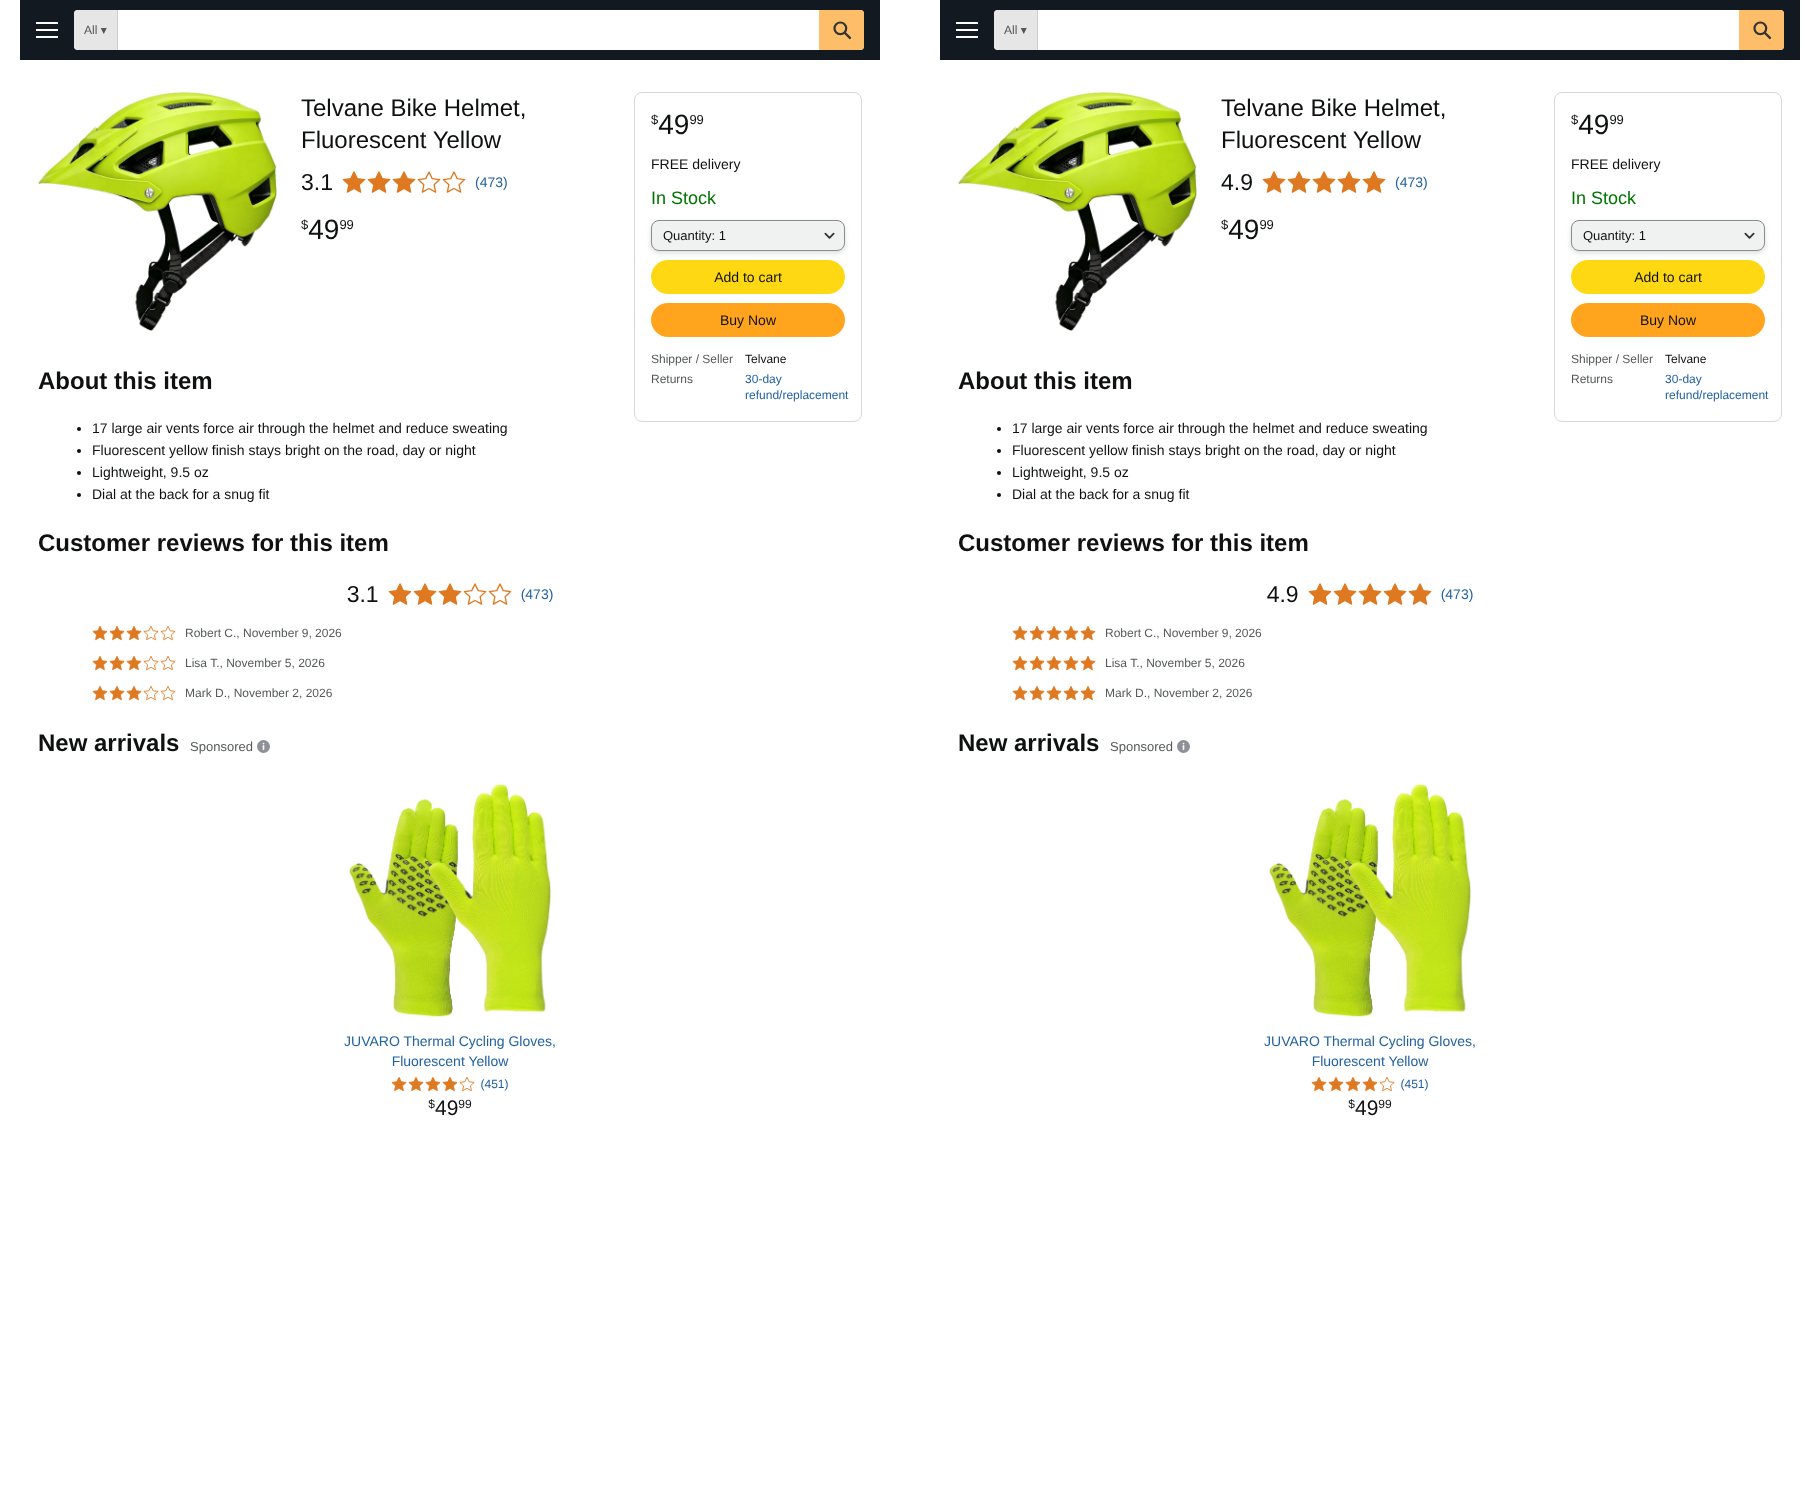 All ▾
Telvane Bike Helmet,
Fluorescent Yellow
3.1 (473)
$4999
$4999
FREE delivery
In Stock
Quantity: 1
Add to cart
Buy Now
Shipper / Seller Telvane
Returns 30-day
refund/replacement
About this item
• 17 large air vents force air through the helmet and reduce sweating
• Fluorescent yellow finish stays bright on the road, day or night
• Lightweight, 9.5 oz
• Dial at the back for a snug fit
Customer reviews for this item
3.1 (473)
Robert C., November 9, 2026
Lisa T., November 5, 2026
Mark D., November 2, 2026
New arrivals Sponsored
JUVARO Thermal Cycling Gloves,
Fluorescent Yellow
(451)
$4999
All ▾
Telvane Bike Helmet,
Fluorescent Yellow
4.9 (473)
$4999
$4999
FREE delivery
In Stock
Quantity: 1
Add to cart
Buy Now
Shipper / Seller Telvane
Returns 30-day
refund/replacement
About this item
• 17 large air vents force air through the helmet and reduce sweating
• Fluorescent yellow finish stays bright on the road, day or night
• Lightweight, 9.5 oz
• Dial at the back for a snug fit
Customer reviews for this item
4.9 (473)
Robert C., November 9, 2026
Lisa T., November 5, 2026
Mark D., November 2, 2026
New arrivals Sponsored
JUVARO Thermal Cycling Gloves,
Fluorescent Yellow
(451)
$4999